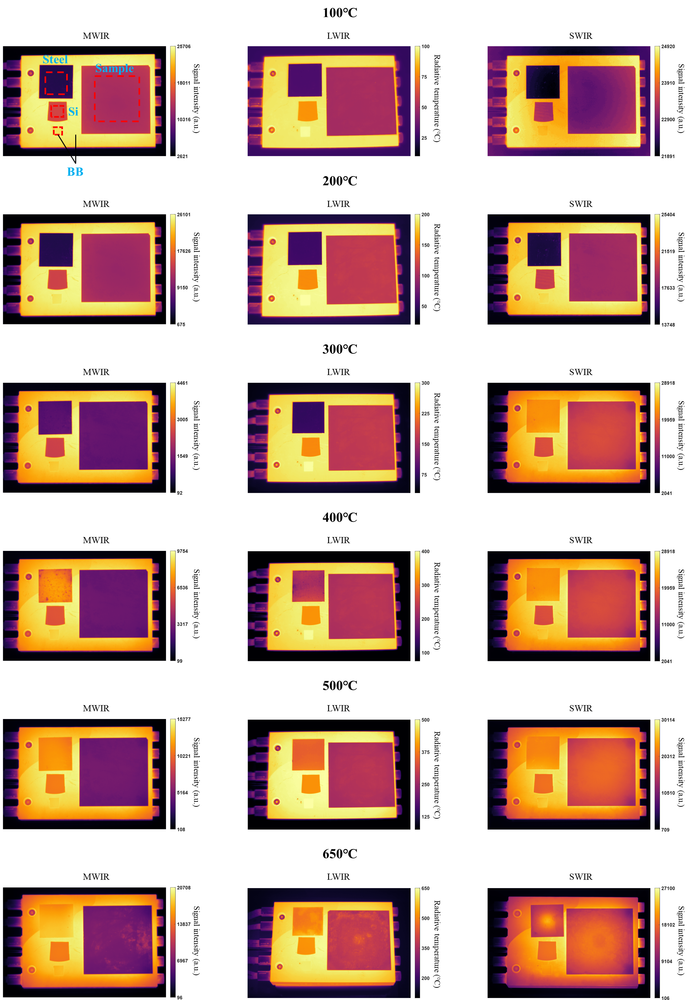 100°C
MWIR
LWIR
SWIR
Steel
Sample
Si
BB
25706
18011
10316
2621
Signal intensity (a.u.)
100
75
50
25
Radiative temperature (°C)
24920
23910
22900
21891
Signal intensity (a.u.)
200°C
MWIR
LWIR
SWIR
26101
17626
9150
675
Signal intensity (a.u.)
200
150
100
50
Radiative temperature (°C)
25404
21519
17633
13748
Signal intensity (a.u.)
300°C
MWIR
LWIR
SWIR
4461
3005
1549
92
Signal intensity (a.u.)
300
225
150
75
Radiative temperature (°C)
28918
19959
11000
2041
Signal intensity (a.u.)
400°C
MWIR
LWIR
SWIR
9754
6536
3317
99
Signal intensity (a.u.)
400
300
200
100
Radiative temperature (°C)
28918
19959
11000
2041
Signal intensity (a.u.)
500°C
MWIR
LWIR
SWIR
15277
10221
5164
108
Signal intensity (a.u.)
500
375
250
125
Radiative temperature (°C)
30114
20312
10510
709
Signal intensity (a.u.)
650°C
MWIR
LWIR
SWIR
20708
13837
6967
96
Signal intensity (a.u.)
650
500
350
200
Radiative temperature (°C)
27100
18102
9104
106
Signal intensity (a.u.)